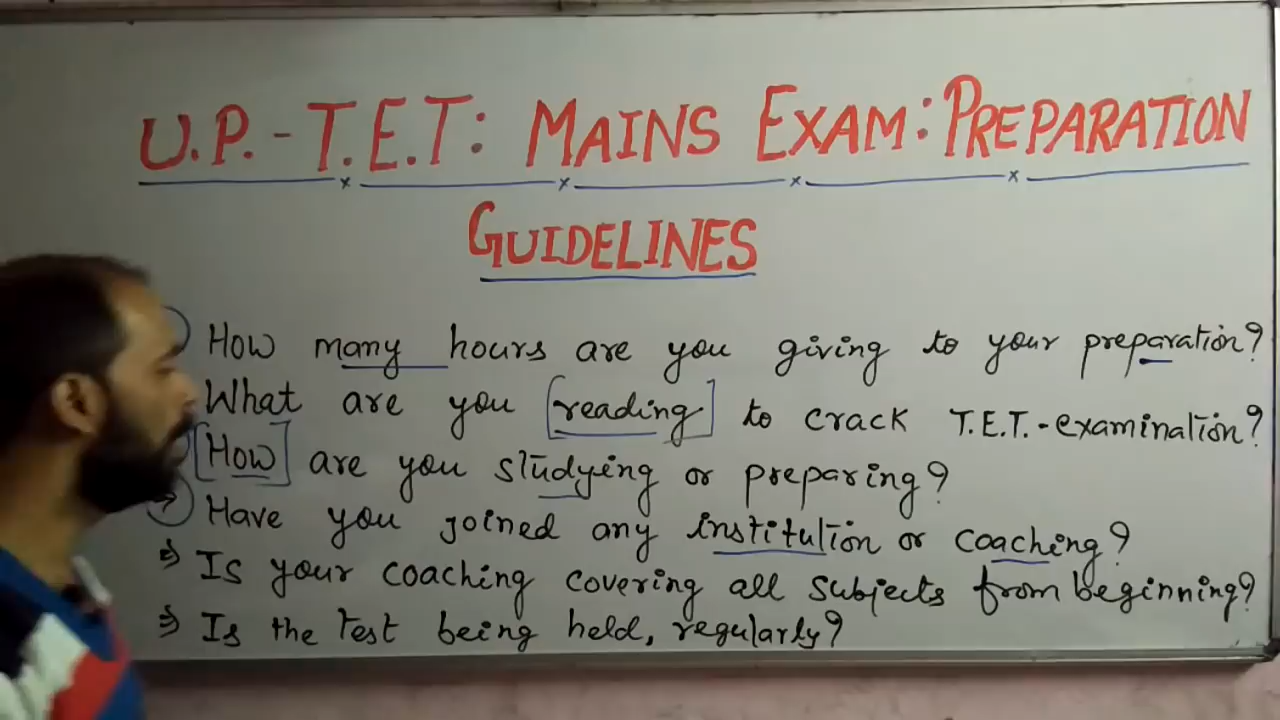 U.P.-T.E.T: MAINS EXAM: PREPARATION
GUIDELINES
How many hours are you giving to your preparation?
What are you [reading] to crack T.E.T.-examination?
[How] are you studying or preparing?
Have you joined any institution or coaching?
⇒ Is your coaching covering all subjects from beginning?
⇒ Is the Test being held, regularly?